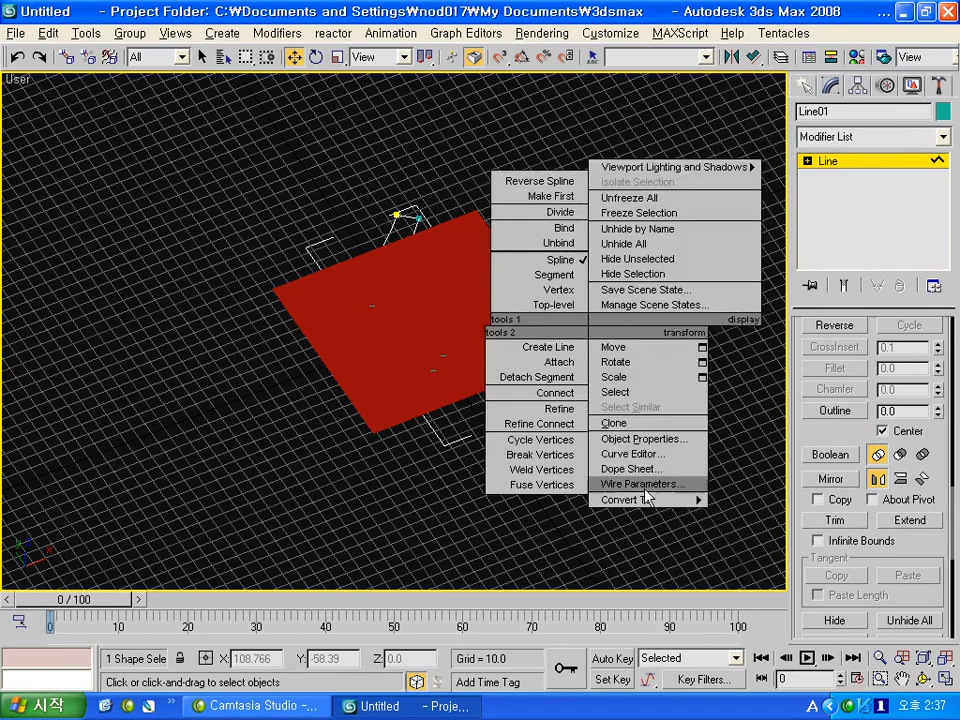 Untitled - Project Folder: C:₩Documents and Settings₩nod017₩My Documents₩3dsmax - Autodesk 3ds Max 2008 ...
File Edit Tools Group Views Create Modifiers reactor Animation Graph Editors Rendering Customize MAXScript Help Tentacles
All View View
User
Line01
Modifier List
Line
Reverse Spline
Make First
Divide
Bind
Unbind
Spline
Segment
Vertex
Top-level
tools 1
Viewport Lighting and Shadows
Isolate Selection
Unfreeze All
Freeze Selection
Unhide by Name
Unhide All
Hide Unselected
Hide Selection
Save Scene State...
Manage Scene States...
display
tools 2
Create Line
Attach
Detach Segment
Connect
Refine
Refine Connect
Cycle Vertices
Break Vertices
Weld Vertices
Fuse Vertices
transform
Move
Rotate
Scale
Select
Select Similar
Clone
Object Properties...
Curve Editor...
Dope Sheet...
Wire Parameters...
Convert T
Reverse Cycle
CrossInsert 0.1
Fillet 0.0
Chamfer 0.0
Outline 0.0
Center
Boolean
Mirror
Copy About Pivot
Trim Extend
Infinite Bounds
Tangent
Copy Paste
Paste Length
Hide Unhide All
0 / 100
0 10 20 30 40 50 60 70 80 90 100
1 Shape Sele X: 108.766 Y: -58.39 Z: 0.0 Grid = 10.0 Auto Key Selected
Click or click-and-drag to select objects Add Time Tag Set Key Key Filters... 0
시작 Camtasia Studio - ... Untitled - Proje... A 오후 2:37